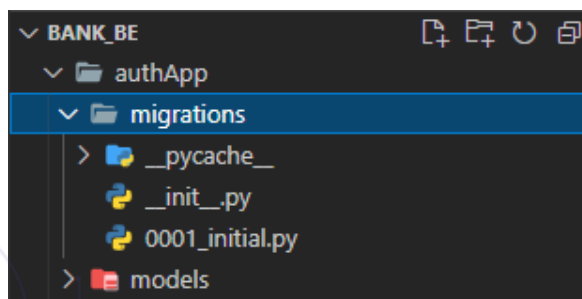 BANK_BE
authApp
migrations
__pycache__
__init__.py
0001_initial.py
models